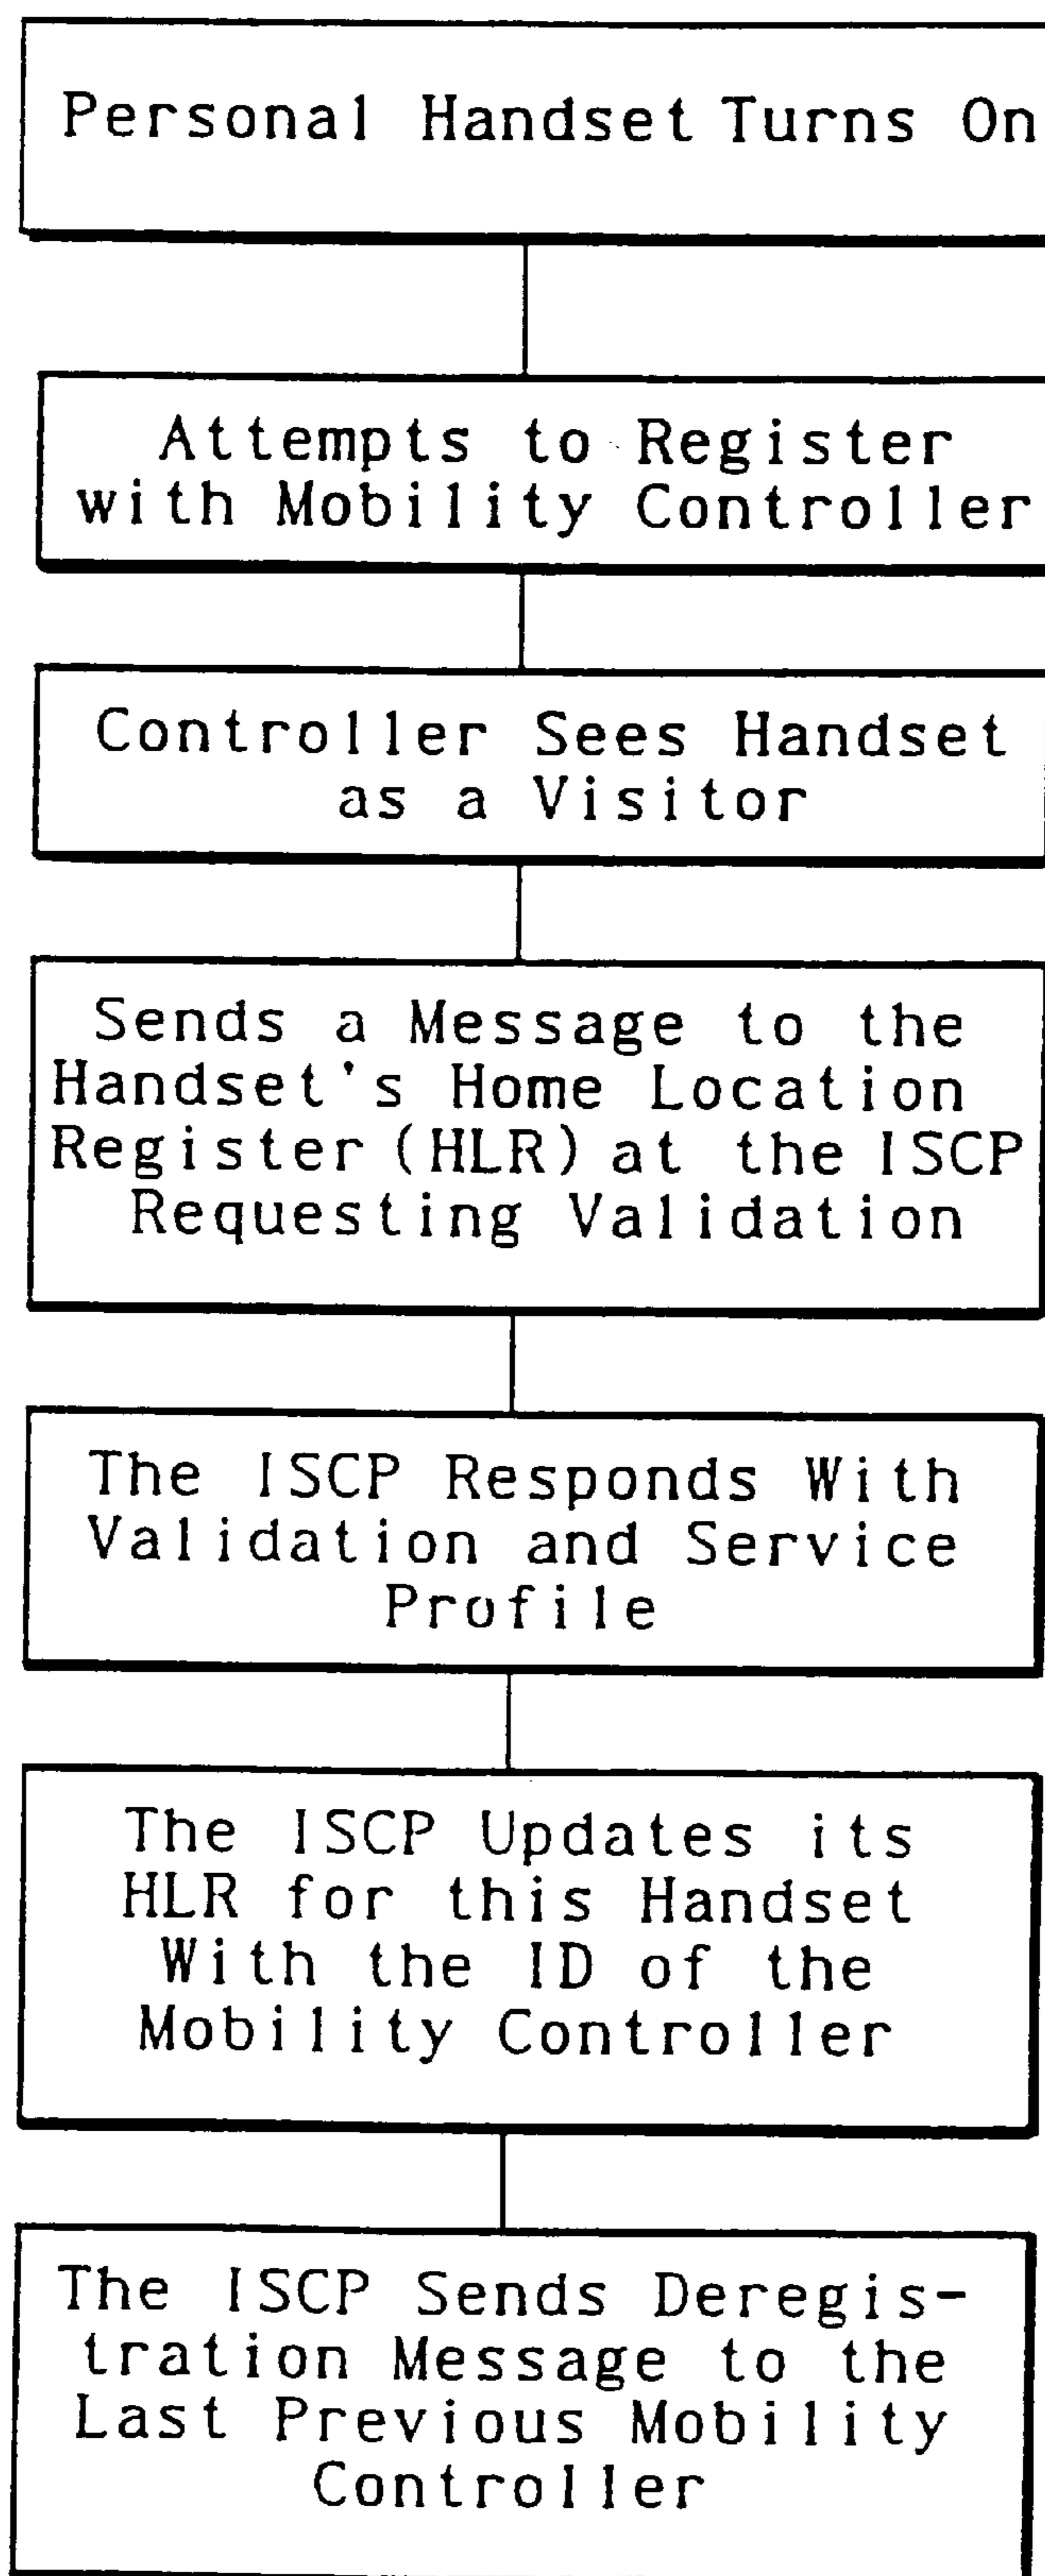 Personal Handset Turns On
Attempts to Register
with Mobility Controller
Controller Sees Handset
as a Visitor
Sends a Message to the
Handset's Home Location
Register (HLR) at the ISCP
Requesting Validation
The ISCP Responds With
Validation and Service
Profile
The ISCP Updates its
HLR for this Handset
With the ID of the
Mobility Controller
The ISCP Sends Deregis-
tration Message to the
Last Previous Mobility
Controller